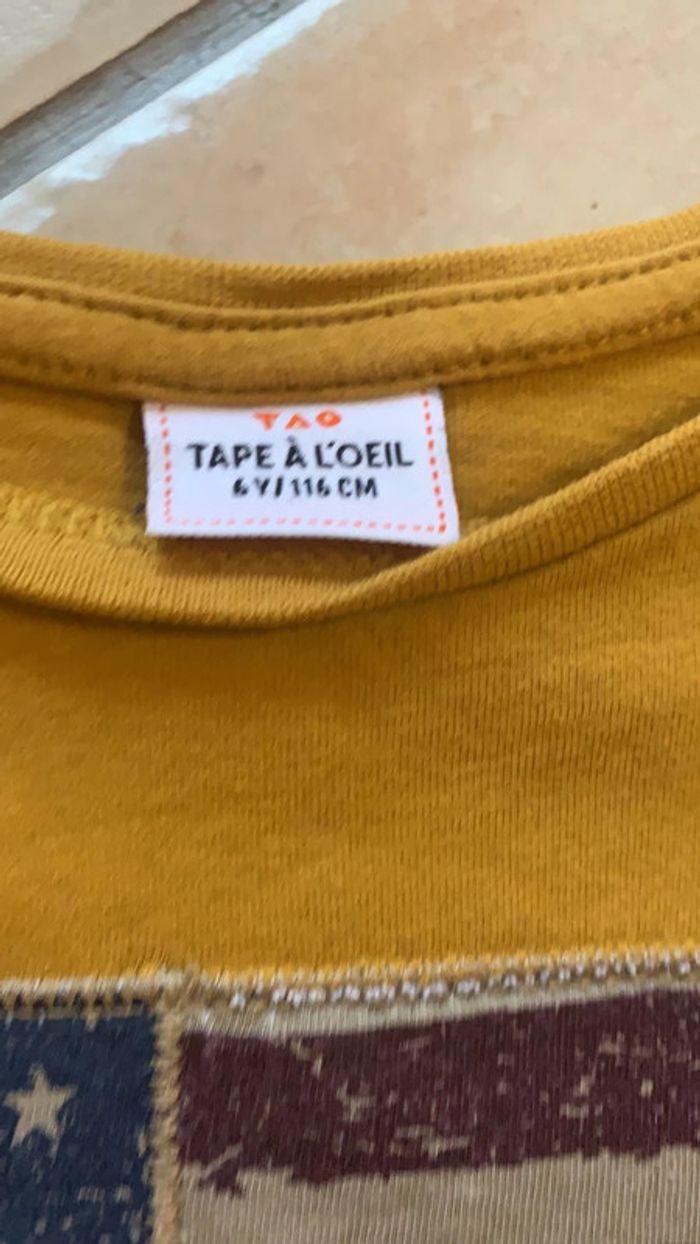 TAO
TAPE À L'OEIL
6Y/116 CM